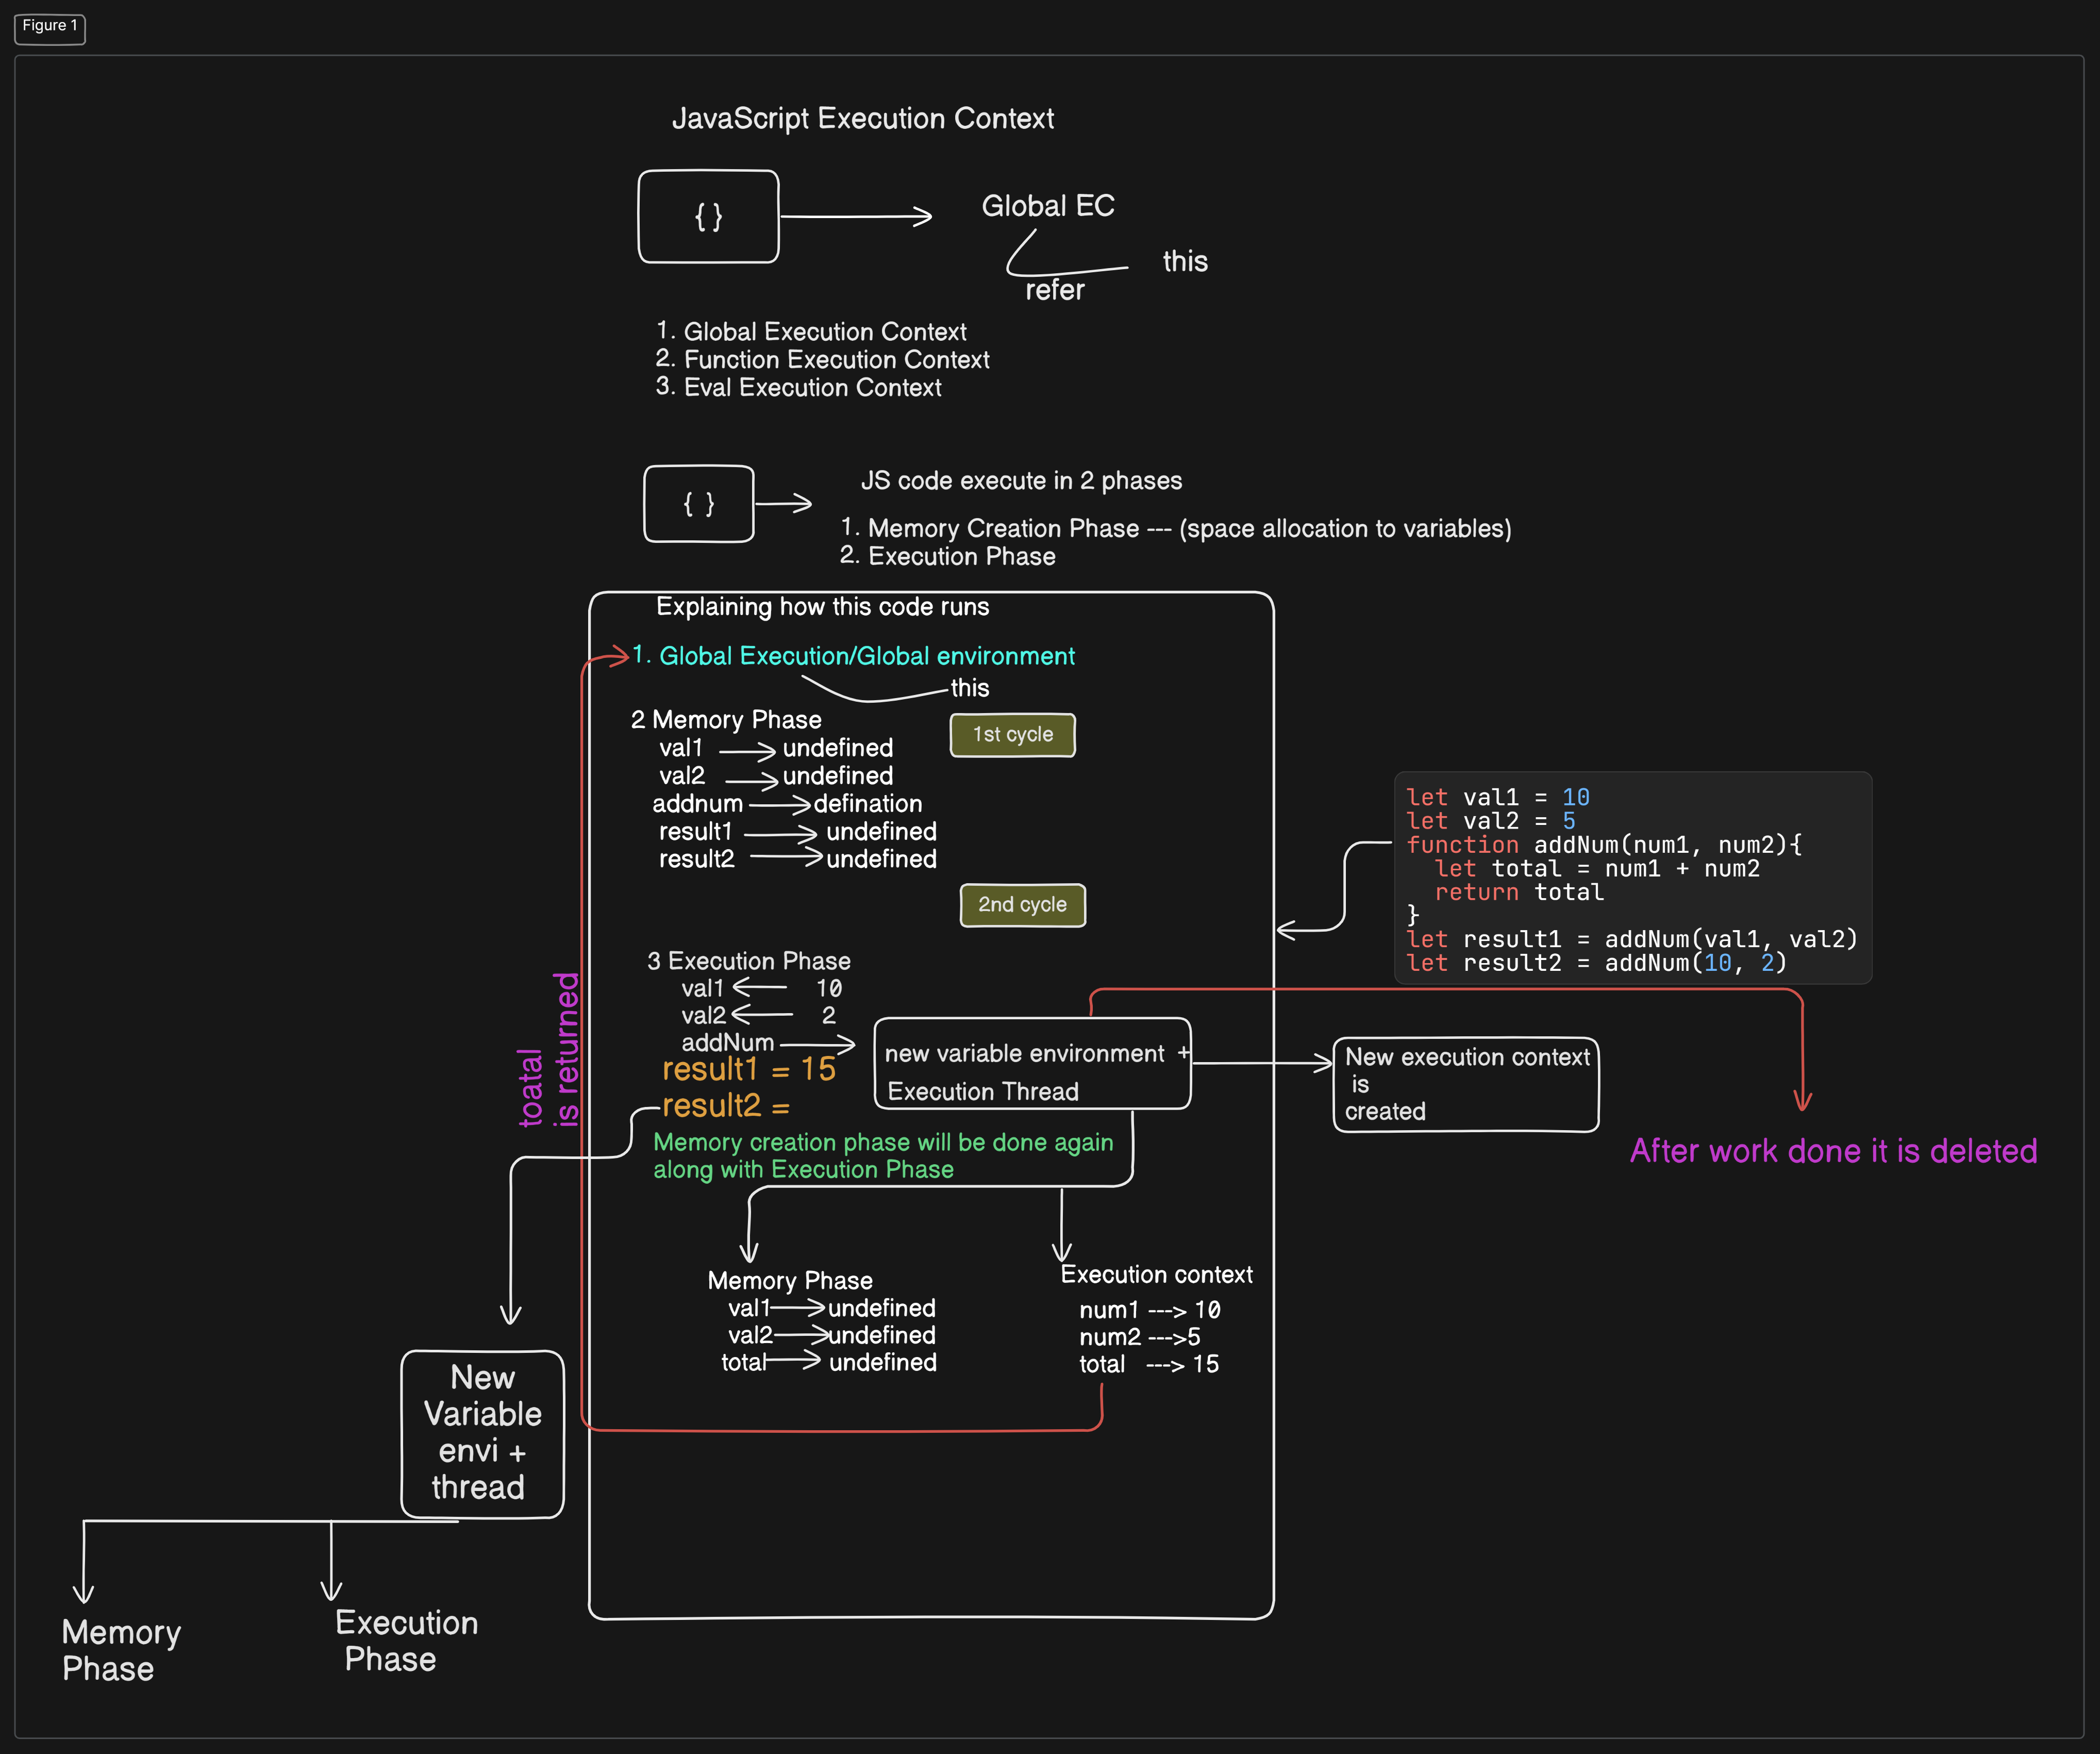 Figure 1
JavaScript Execution Context
{ }
Global EC
this
refer
1. Global Execution Context
2. Function Execution Context
3. Eval Execution Context
{ }
JS code execute in 2 phases
1. Memory Creation Phase --- (space allocation to variables)
2. Execution Phase
Explaining how this code runs
1. Global Execution/Global environment
this
2 Memory Phase
1st cycle
val1 undefined
val2 undefined
addnum defination
result1 undefined
result2 undefined
2nd cycle
let val1 = 10
let val2 = 5
function addNum(num1, num2){
let total = num1 + num2
return total
}
let result1 = addNum(val1, val2)
let result2 = addNum(10, 2)
3 Execution Phase
val1 10
val2 2
addNum
result1 = 15
result2 =
new variable environment +
Execution Thread
New execution context
is
created
After work done it is deleted
toatal
is returned
Memory creation phase will be done again
along with Execution Phase
Memory Phase
val1 undefined
val2 undefined
total undefined
Execution context
num1 ---> 10
num2 --->5
total ---> 15
New
Variable
envi +
thread
Memory
Phase
Execution
Phase